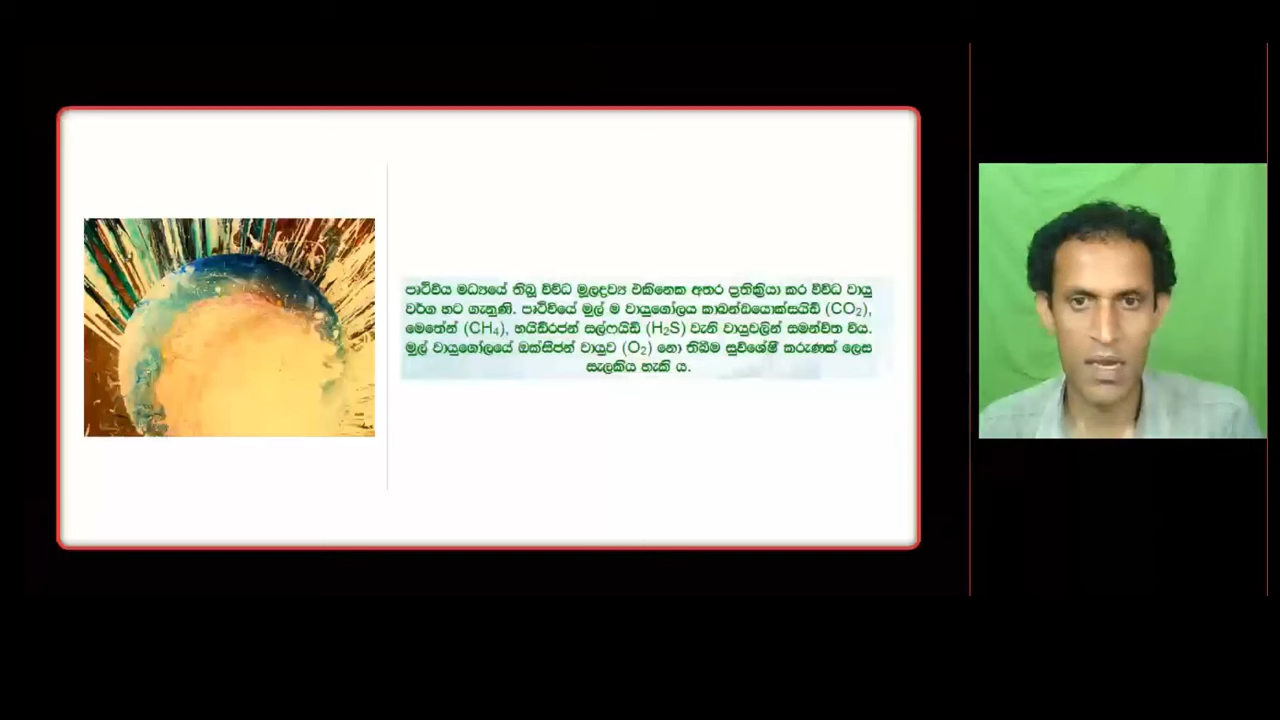 පෘථිවිය මධ්‍යයේ තිබූ විවිධ මූලද්‍රව්‍ය එකිනෙක අතර ප්‍රතික්‍රියා කර විවිධ වායු
වර්ග හට ගැනුණි. පෘථිවියේ මුල් ම වායුගෝලය කාබන්ඩයොක්සයිඩ් (CO₂),
මෙතේන් (CH₄), හයිඩ්රජන් සල්ෆයිඩ් (H₂S) වැනි වායුවලින් සමන්විත විය.
මුල් වායුගෝලයේ ඔක්සිජන් වායුව (O₂) නො තිබීම සුවිශේෂී කරුණක් ලෙස
සැලකිය හැකි ය.